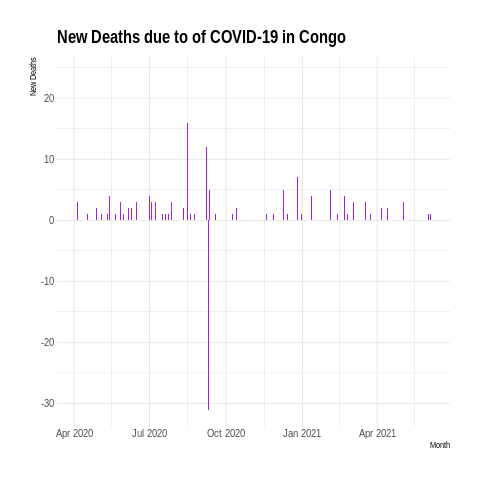 New Deaths due to of COVID-19 in Congo
New Deaths
20
10
0
-10
-20
-30
Apr 2020 Jul 2020 Oct 2020 Jan 2021 Apr 2021
Month